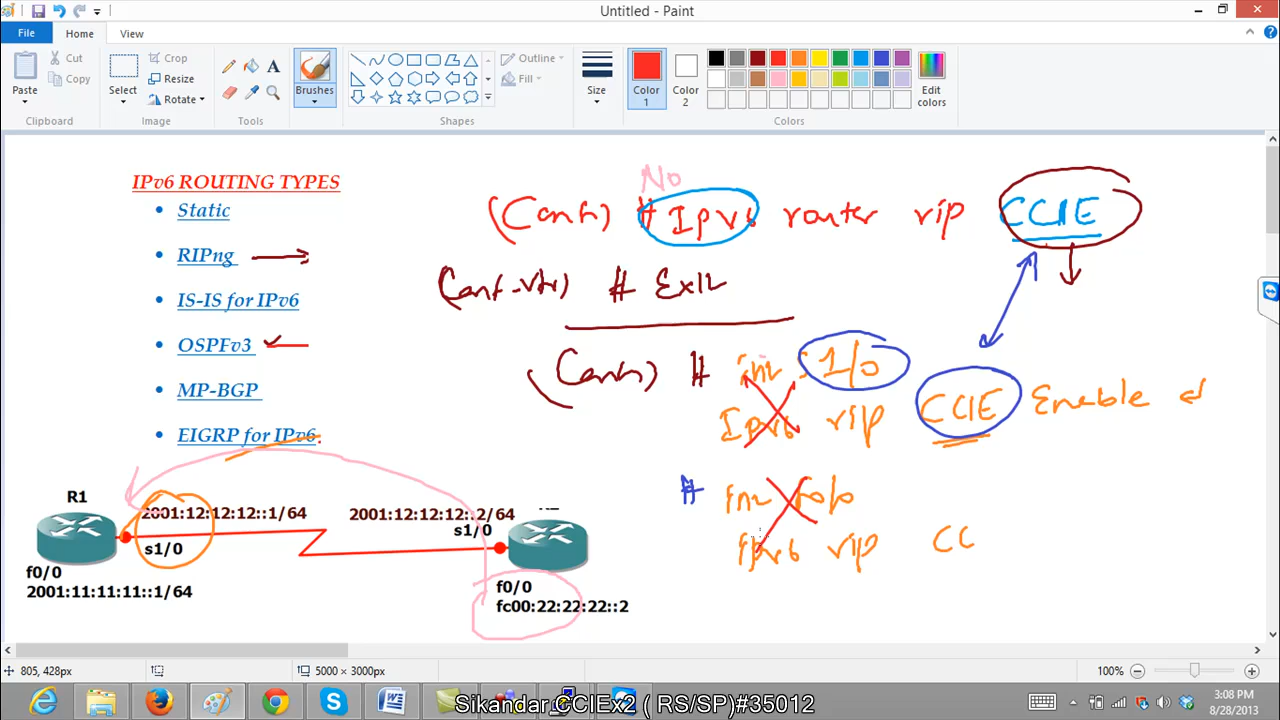 Untitled - Paint
File Home View
Paste Cut Copy
Select Crop Resize Rotate
Brushes
Outline Fill
Size
Color 1
Color 2
Edit colors
Clipboard Image Tools Shapes Colors
IPv6 ROUTING TYPES
Static
RIPng
IS-IS for IPv6
OSPFv3
MP-BGP
EIGRP for IPv6
No
(Conf) # Ipv6 router rip CCIE
# Exit
(Conf) # int 1/0
Ipv6 rip CCIE Enable
# int fo/o
Ipv6 rip CC
R1
2001:12:12:12::1/64
s1/0
f0/0
2001:11:11:11::1/64
2001:12:12:12::2/64
s1/0
f0/0
fc00:22:22:22::2
805, 428px
5000 × 3000px
100%
Sikandar CCIEx2 ( RS/SP)#35012
3:08 PM
8/28/2013